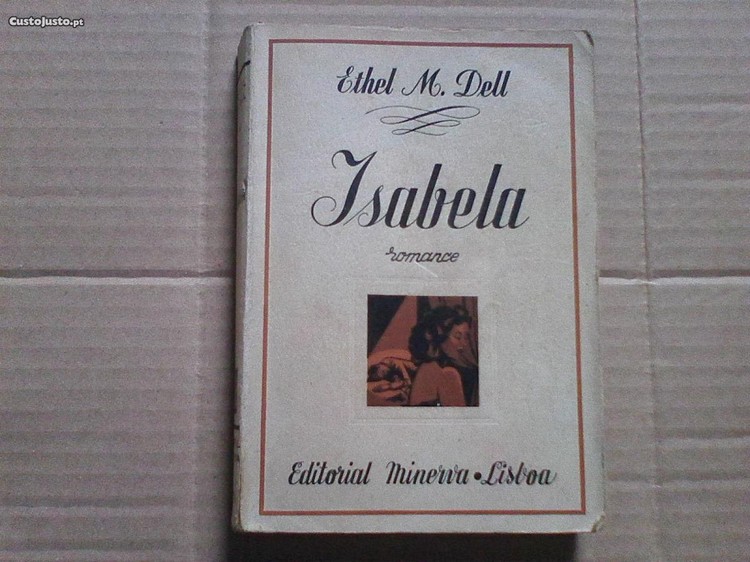 CustoJusto.pt
Ethel M. Dell
Isabela
romance
Editorial Minerva • Lisboa